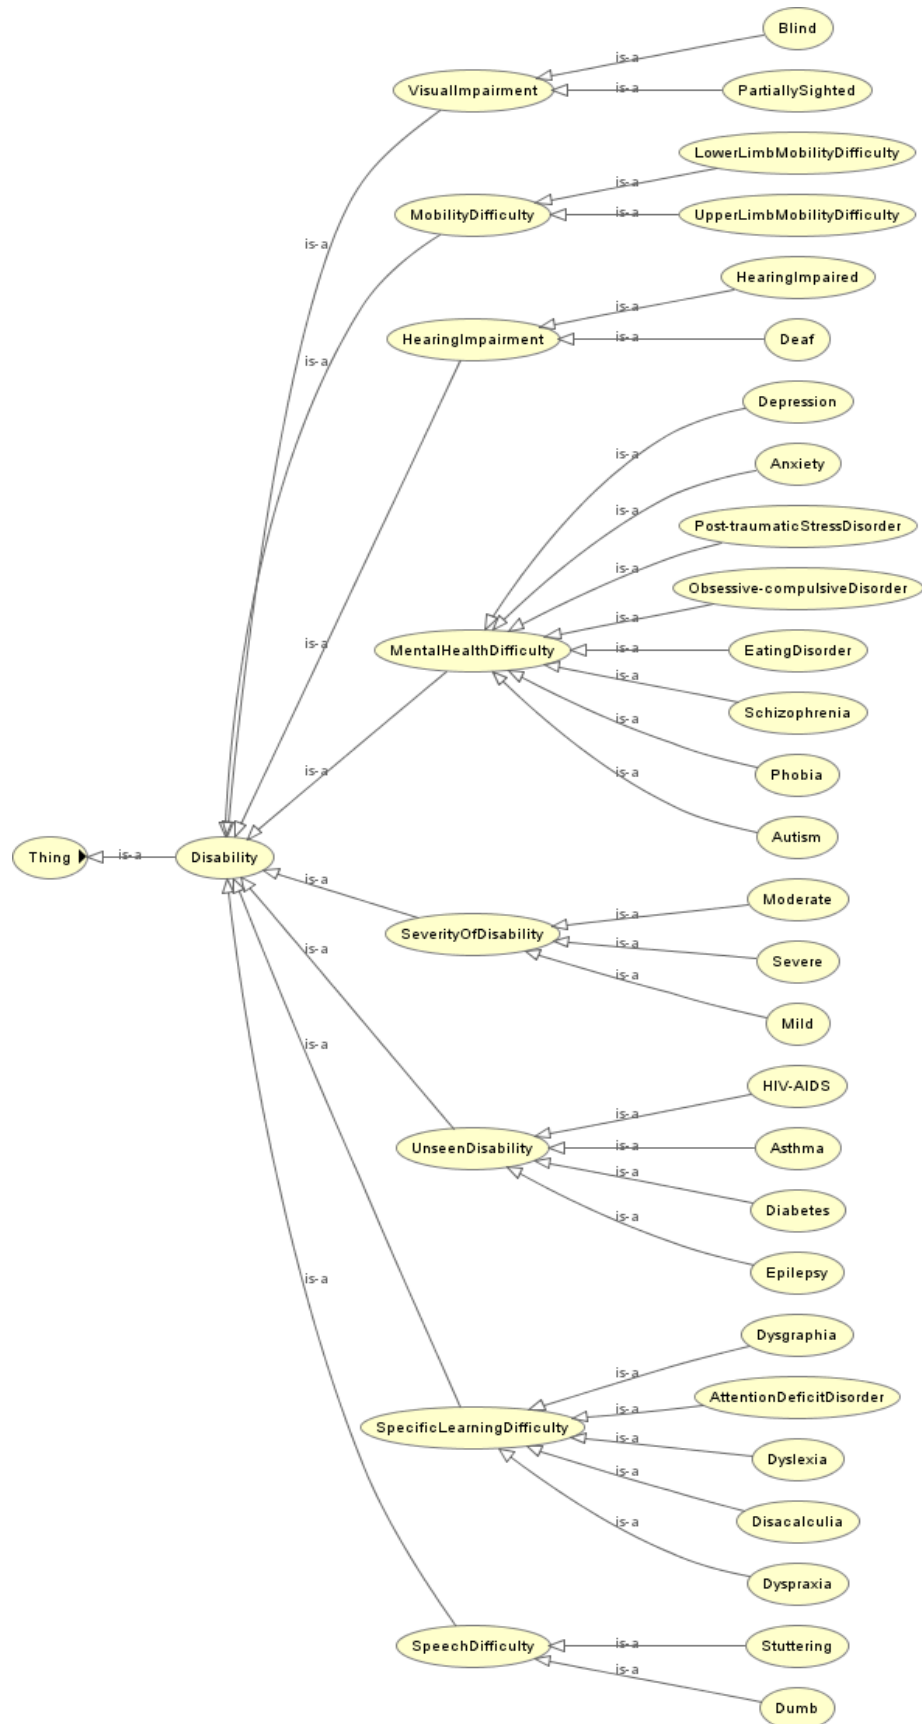 Blind
is-a
VisualImpairment
is-a
PartiallySighted
LowerLimbMobilityDifficulty
is-a
MobilityDifficulty
is-a
UpperLimbMobilityDifficulty
is-a
HearingImpaired
is-a
HearingImpairment
is-a
Deaf
is-a
Depression
is-a
Anxiety
is-a
Post-traumaticStressDisorder
is-a
Obsessive-compulsiveDisorder
is-a
is-a
MentalHealthDifficulty
is-a
EatingDisorder
is-a
Schizophrenia
is-a
Phobia
is-a
is-a
Autism
Thing
is-a
Disability
is-a
Moderate
is-a
SeverityOfDisability
is-a
Severe
is-a
is-a
Mild
is-a
HIV-AIDS
is-a
UnseenDisability
is-a
Asthma
is-a
Diabetes
is-a
Epilepsy
is-a
Dysgraphia
is-a
AttentionDeficitDisorder
is-a
SpecificLearningDifficulty
is-a
Dyslexia
is-a
Disacalculia
is-a
Dyspraxia
SpeechDifficulty
is-a
Stuttering
is-a
Dumb